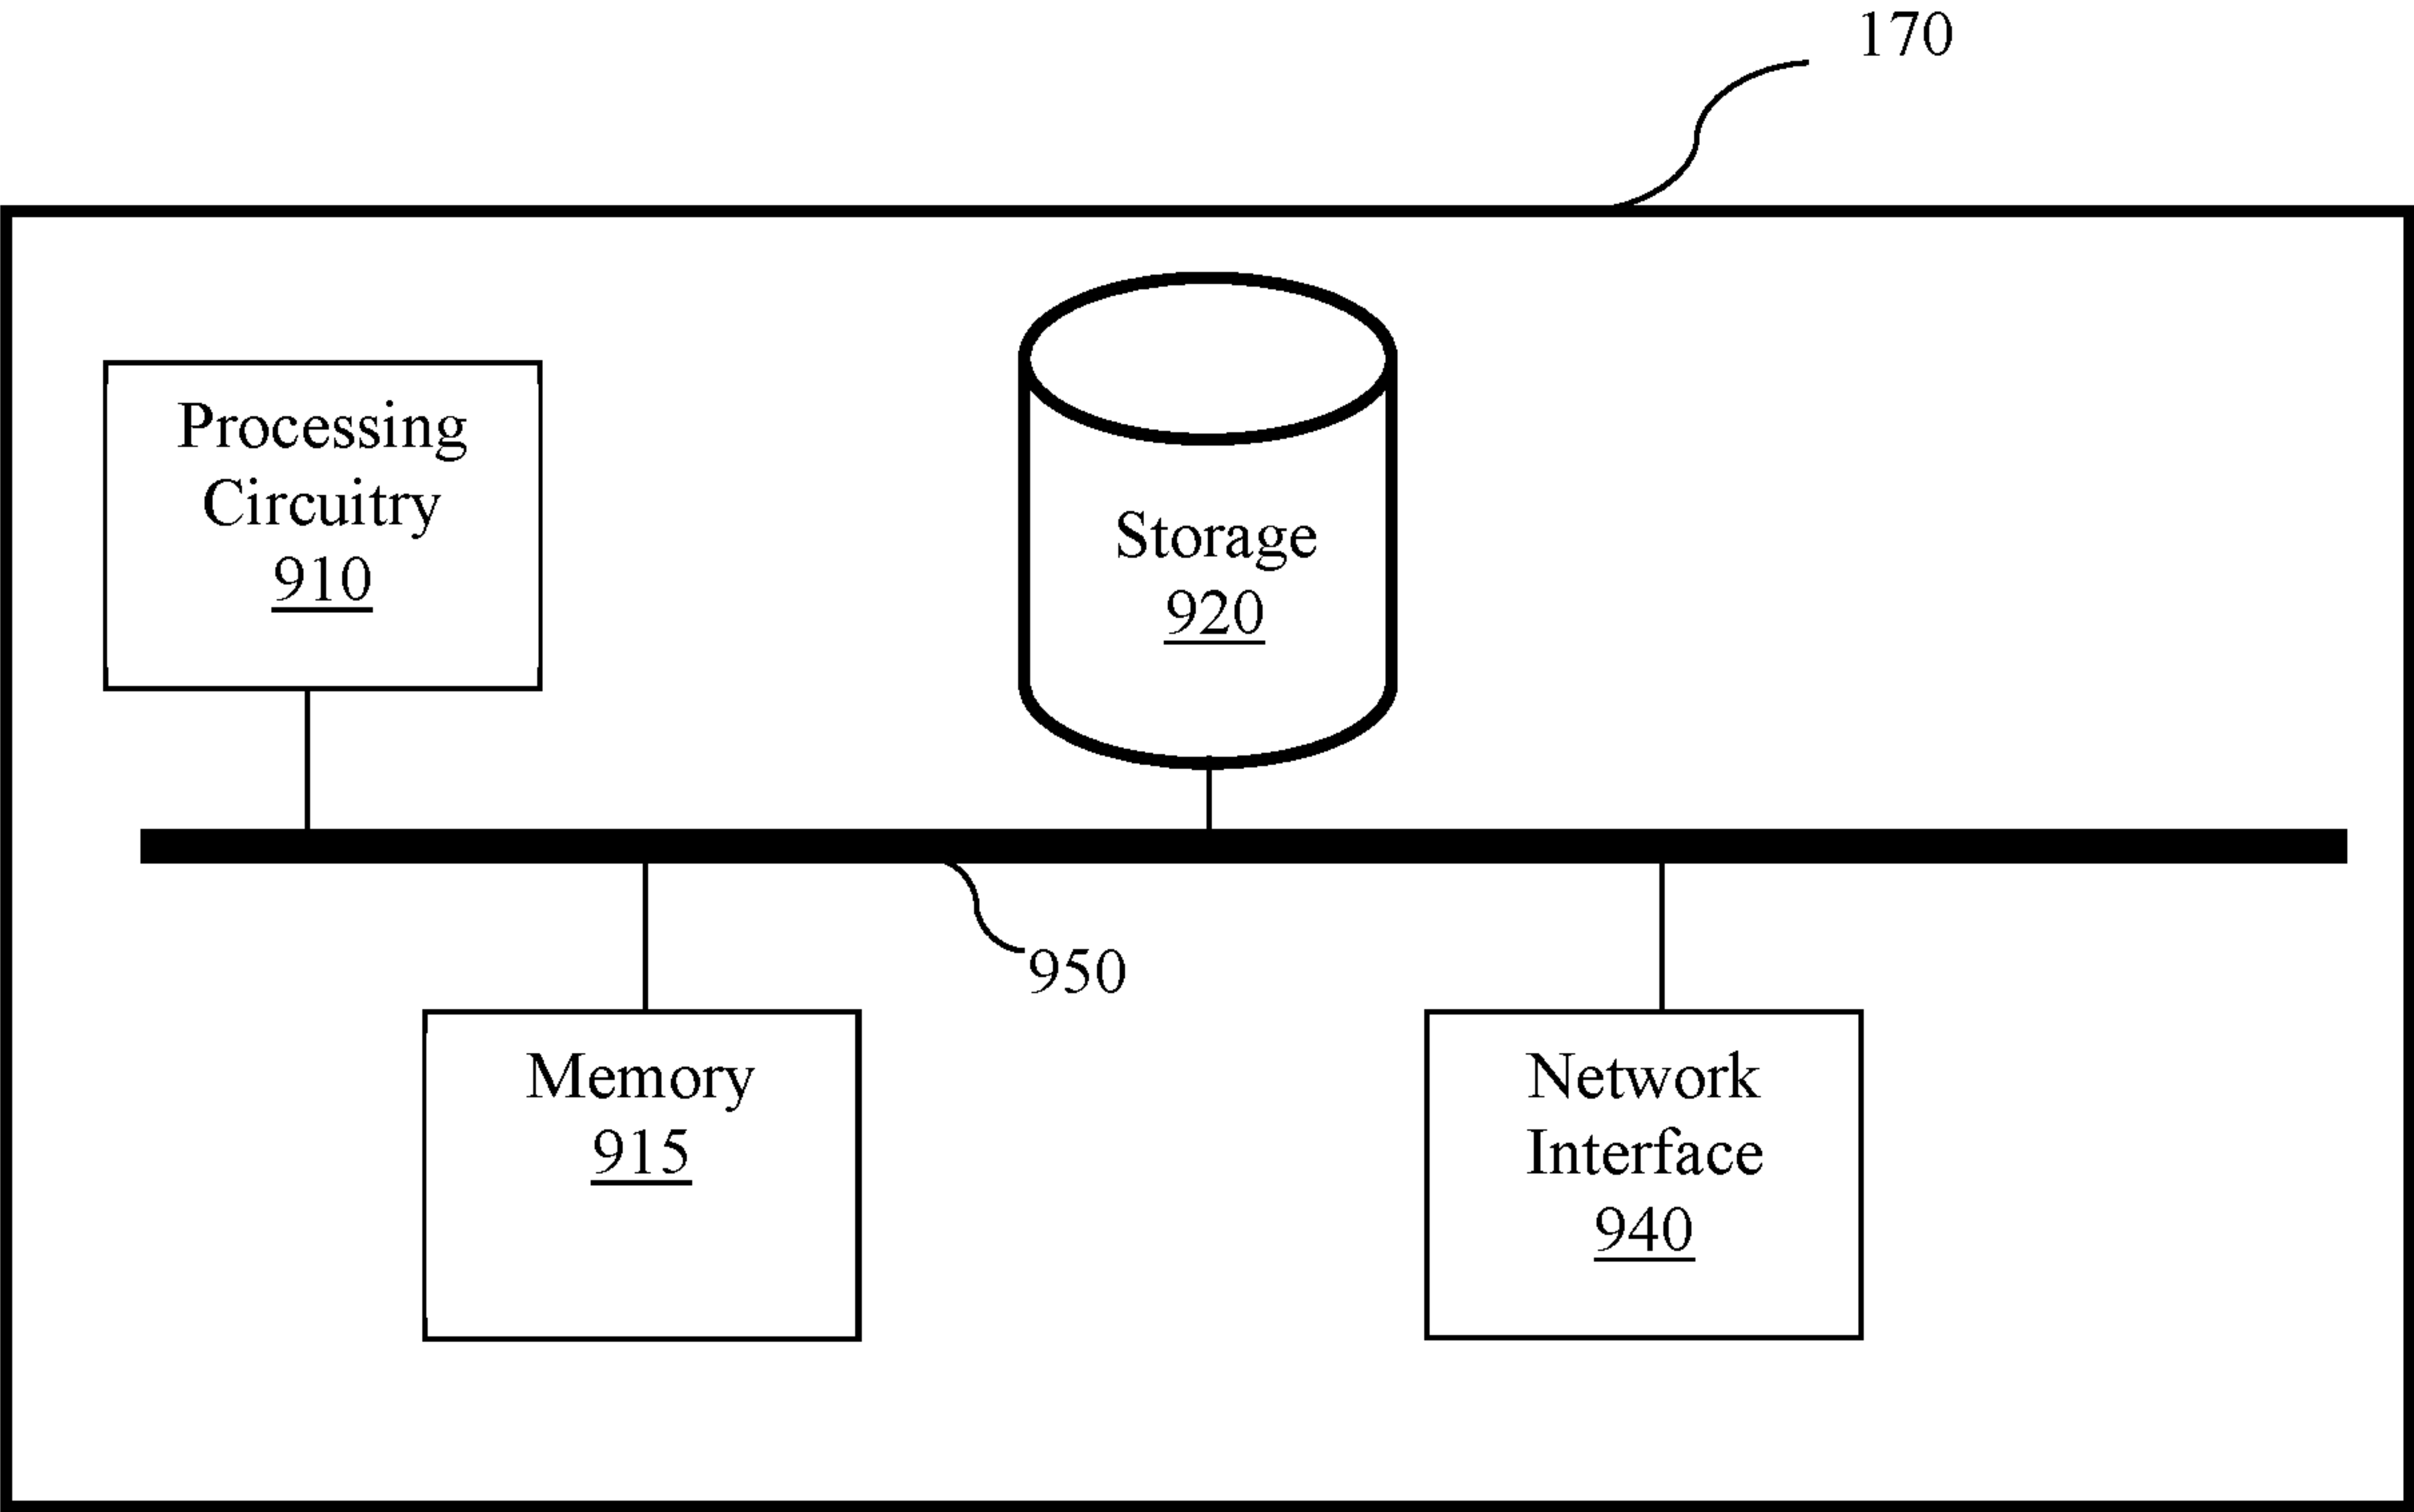 170
Processing
Circuitry
910
Storage
920
950
Memory
915
Network
Interface
940